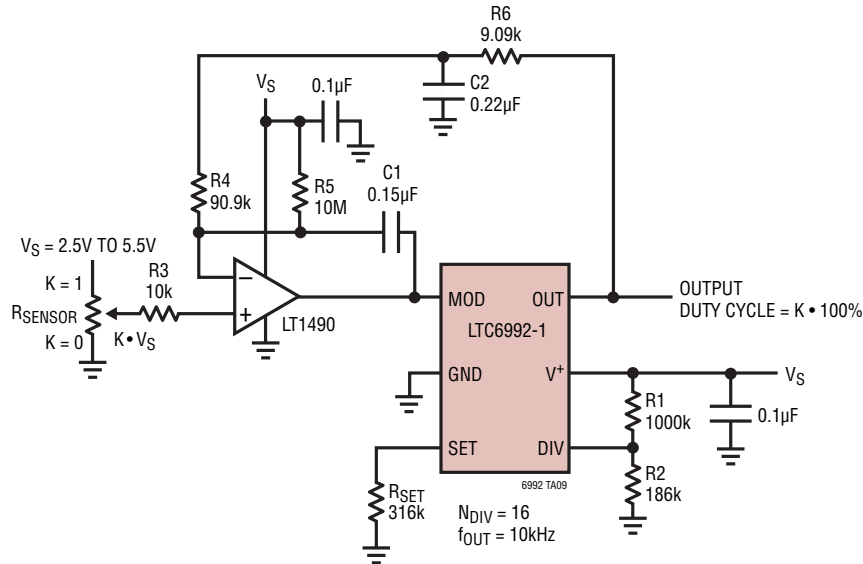 R6
9.09k
C2
0.22µF
VS
0.1µF
R4
90.9k
R5
10M
C1
0.15µF
VS = 2.5V TO 5.5V
K = 1
RSENSOR
K = 0
R3
10k
K • VS
−
+
LT1490
MOD
OUT
LTC6992-1
GND
V+
SET
DIV
OUTPUT
DUTY CYCLE = K • 100%
VS
R1
1000k
0.1µF
R2
186k
6992 TA09
RSET
316k
NDIV = 16
fOUT = 10kHz